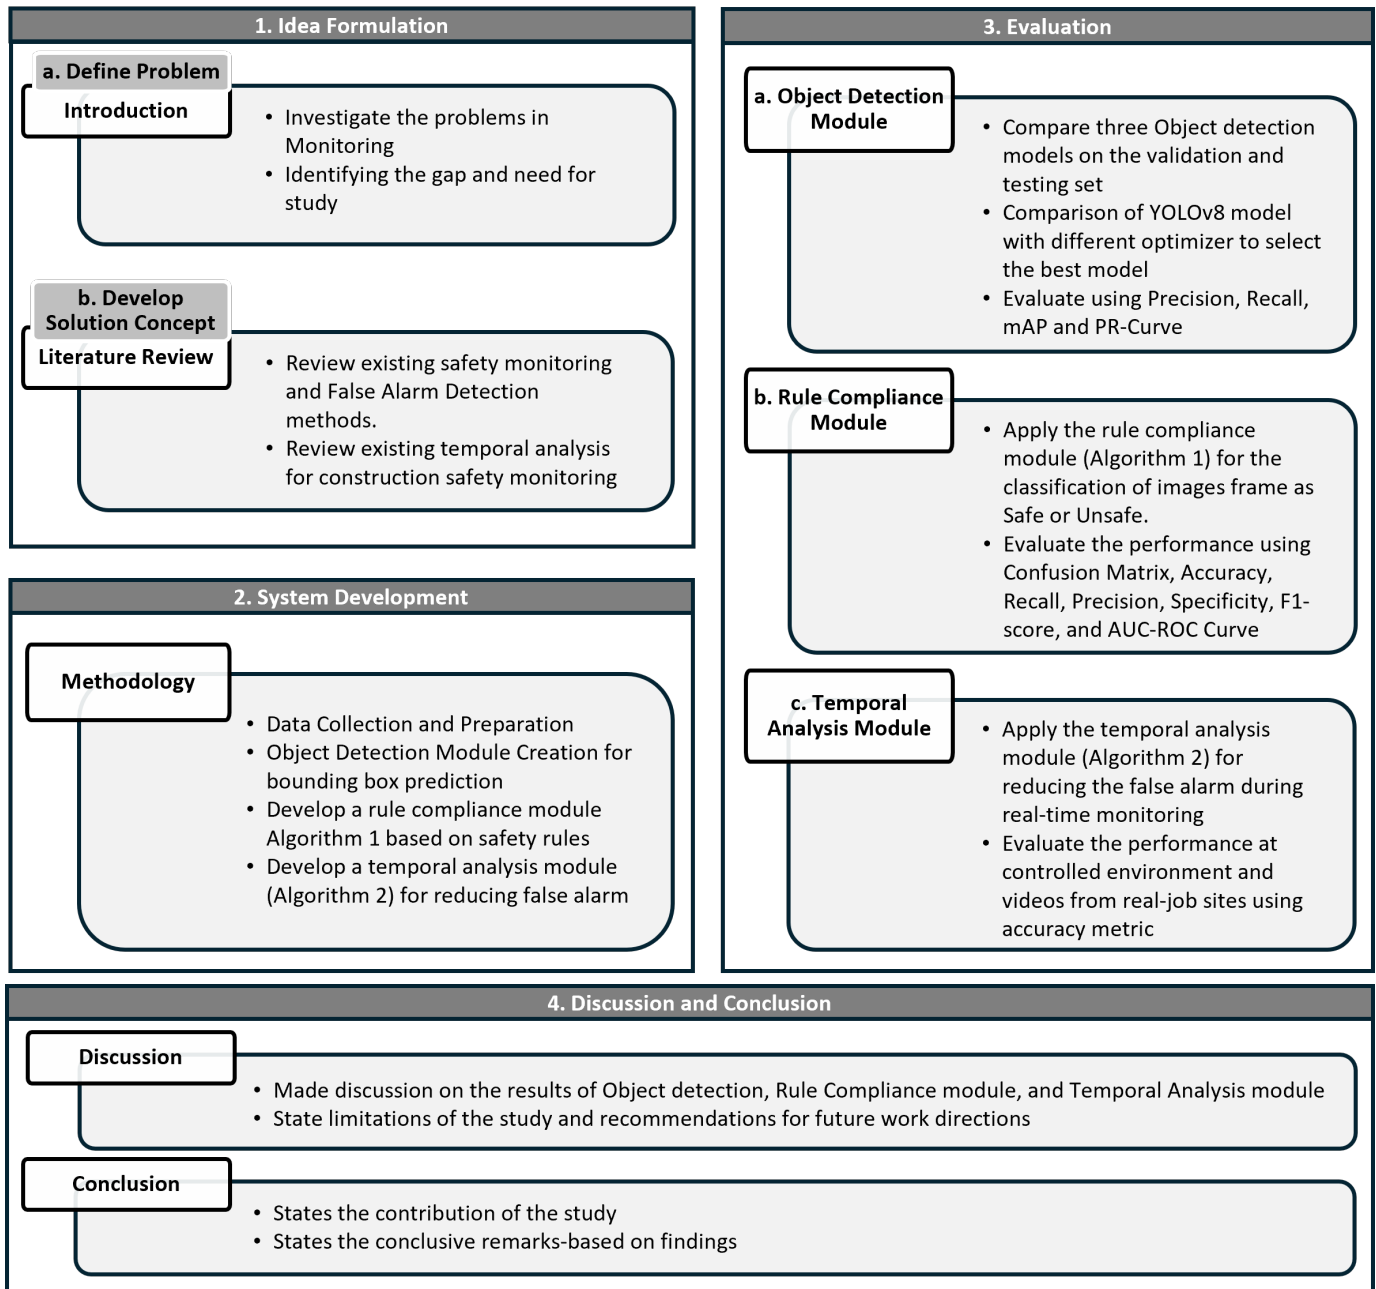 1. Idea Formulation
a. Define Problem
Introduction
• Investigate the problems in
Monitoring
• Identifying the gap and need for
study
b. Develop
Solution Concept
Literature Review
• Review existing safety monitoring
and False Alarm Detection
methods.
• Review existing temporal analysis
for construction safety monitoring
2. System Development
Methodology
• Data Collection and Preparation
• Object Detection Module Creation for
bounding box prediction
• Develop a rule compliance module
Algorithm 1 based on safety rules
• Develop a temporal analysis module
(Algorithm 2) for reducing false alarm
3. Evaluation
a. Object Detection
Module
• Compare three Object detection
models on the validation and
testing set
• Comparison of YOLOv8 model
with different optimizer to select
the best model
• Evaluate using Precision, Recall,
mAP and PR-Curve
b. Rule Compliance
Module
• Apply the rule compliance
module (Algorithm 1) for the
classification of images frame as
Safe or Unsafe.
• Evaluate the performance using
Confusion Matrix, Accuracy,
Recall, Precision, Specificity, F1-
score, and AUC-ROC Curve
c. Temporal
Analysis Module
• Apply the temporal analysis
module (Algorithm 2) for
reducing the false alarm during
real-time monitoring
• Evaluate the performance at
controlled environment and
videos from real-job sites using
accuracy metric
4. Discussion and Conclusion
Discussion
• Made discussion on the results of Object detection, Rule Compliance module, and Temporal Analysis module
• State limitations of the study and recommendations for future work directions
Conclusion
• States the contribution of the study
• States the conclusive remarks-based on findings